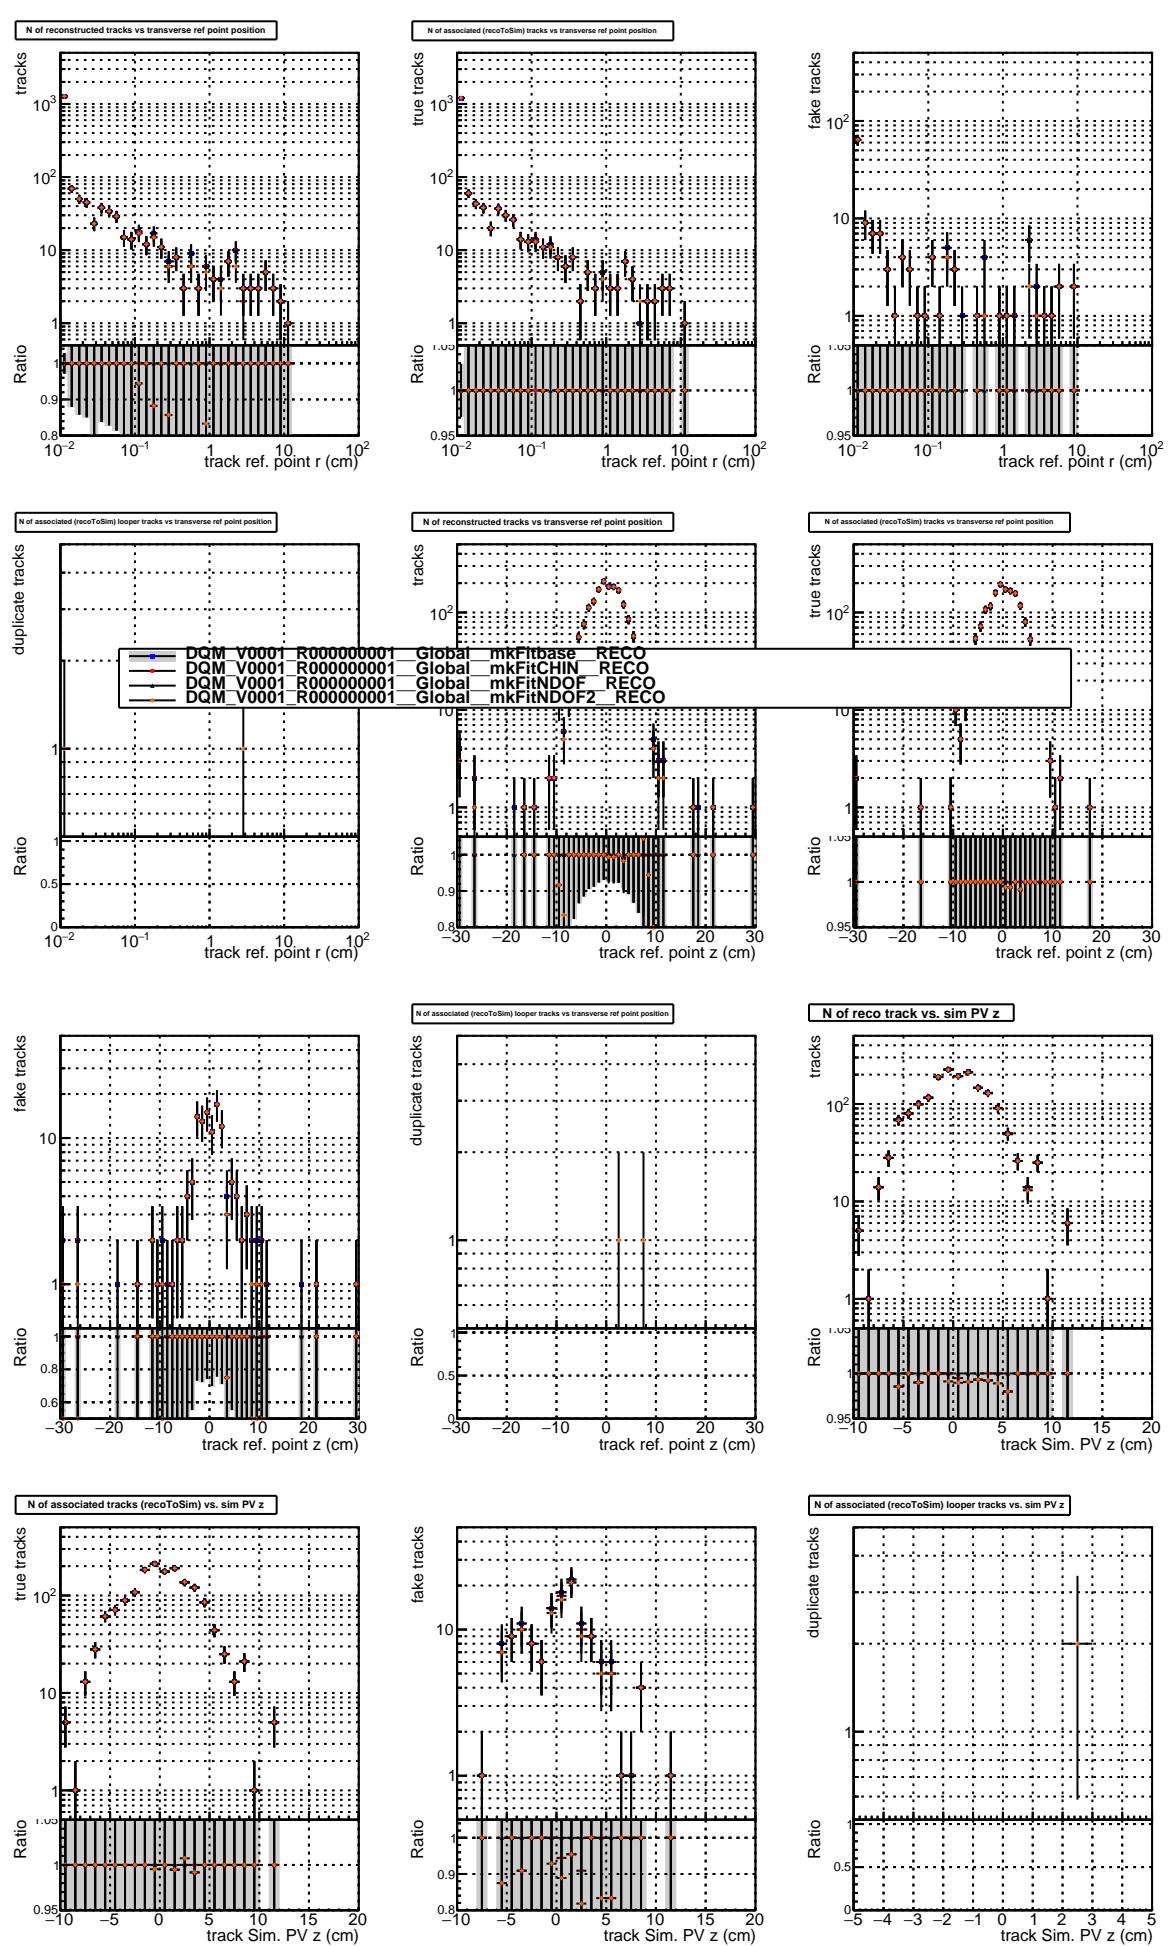 N of reconstructed tracks vs transverse ref point position
tracks
10³
10²
10
1
Ratio
1
0.9
0.8
10⁻² 10⁻¹ 1 10 10²
track ref. point r (cm)
N of associated (recoToSim) tracks vs transverse ref point position
true tracks
10³
10²
10
1
1.05
Ratio
1
0.95
10⁻² 10⁻¹ 1 10 10²
track ref. point r (cm)
fake tracks
10²
10
1
1.05
Ratio
1
0.95
10⁻² 10⁻¹ 1 10 10²
track ref. point r (cm)
N of associated (recoToSim) looper tracks vs transverse ref point position
duplicate tracks
1
Ratio
1
0.5
0
10⁻² 10⁻¹ 1 10 10²
track ref. point r (cm)
N of reconstructed tracks vs transverse ref point position
tracks
10²
10
1
Ratio
1
0.9
0.8
−30 −20 −10 0 10 20 30
track ref. point z (cm)
N of associated (recoToSim) tracks vs transverse ref point position
true tracks
10²
10
1
1.05
Ratio
1
0.95
−30 −20 −10 0 10 20 30
track ref. point z (cm)
DQM_V0001_R000000001__Global__mkFitbase__RECO
DQM_V0001_R000000001__Global__mkFitCHIN__RECO
DQM_V0001_R000000001__Global__mkFitNDOF__RECO
DQM_V0001_R000000001__Global__mkFitNDOF2__RECO
fake tracks
10
1
Ratio
1
0.8
0.6
−30 −20 −10 0 10 20 30
track ref. point z (cm)
N of associated (recoToSim) looper tracks vs transverse ref point position
duplicate tracks
1
Ratio
1
0.5
0
−30 −20 −10 0 10 20 30
track ref. point z (cm)
N of reco track vs. sim PV z
tracks
10²
10
1
1.05
Ratio
1
0.95
−10 −5 0 5 10 15 20
track Sim. PV z (cm)
N of associated tracks (recoToSim) vs. sim PV z
true tracks
10²
10
1
1.05
Ratio
1
0.95
−10 −5 0 5 10 15 20
track Sim. PV z (cm)
fake tracks
10
1
Ratio
1
0.9
0.8
−10 −5 0 5 10 15 20
track Sim. PV z (cm)
N of associated (recoToSim) looper tracks vs. sim PV z
duplicate tracks
1
Ratio
1
0.5
0
−5 −4 −3 −2 −1 0 1 2 3 4 5
track Sim. PV z (cm)